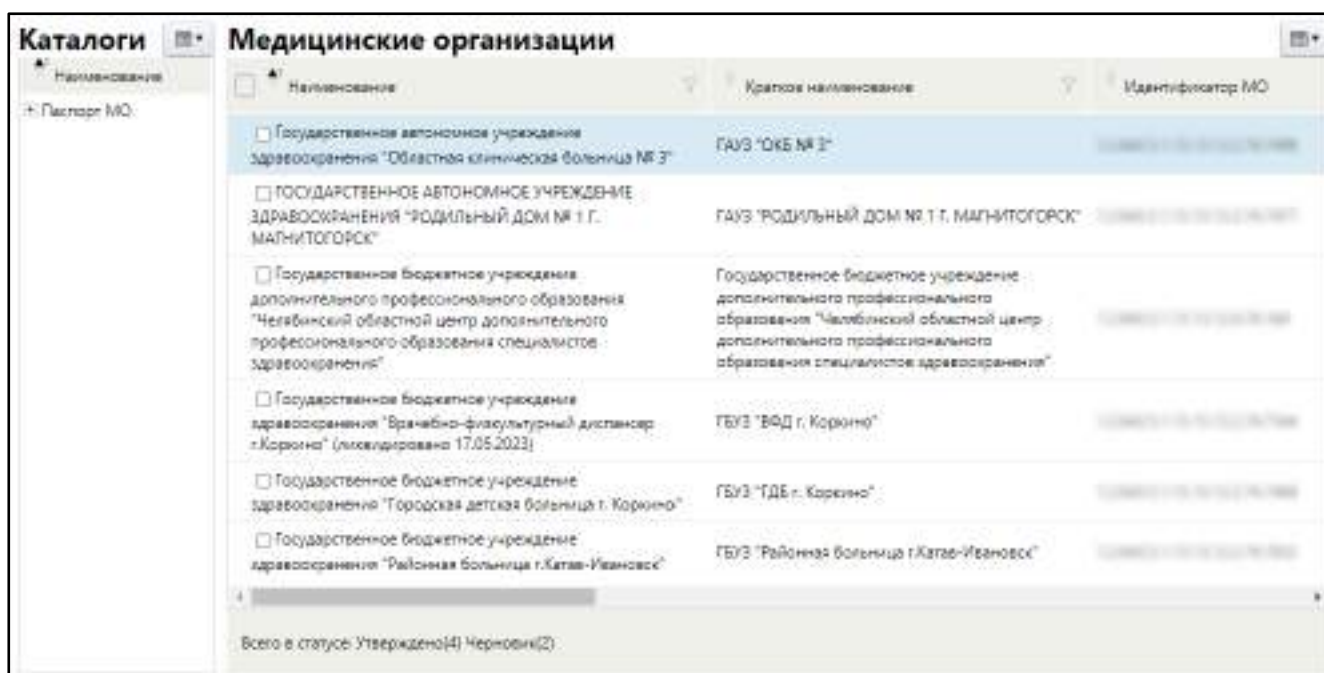 Каталоги
Наименование
Паспорт МО
Медицинские организации
Наименование
Краткое наименование
Идентификатор МО
Государственное автономное учреждение
здравоохранения "Областная клиническая больница № 3"
ГАУЗ "ОКБ № 3"
ГОСУДАРСТВЕННОЕ АВТОНОМНОЕ УЧРЕЖДЕНИЕ
ЗДРАВООХРАНЕНИЯ "РОДИЛЬНЫЙ ДОМ № 1 Г.
МАГНИТОГОРСК"
ГАУЗ "РОДИЛЬНЫЙ ДОМ № 1 Г. МАГНИТОГОРСК"
Государственное бюджетное учреждение
дополнительного профессионального образования
"Челябинский областной центр дополнительного
профессионального образования специалистов
здравоохранения"
Государственное бюджетное учреждение
дополнительного профессионального
образования "Челябинский областной центр
дополнительного профессионального
образования специалистов здравоохранения"
Государственное бюджетное учреждение
здравоохранения "Врачебно-физкультурный диспансер
г.Коркино" (ликвидировано 17.05.2023)
ГБУЗ "ВФД г. Коркино"
Государственное бюджетное учреждение
здравоохранения "Городская детская больница г. Коркино"
ГБУЗ "ГДБ г. Коркино"
Государственное бюджетное учреждение
здравоохранения "Районная больница г.Катав-Ивановск"
ГБУЗ "Районная больница г.Катав-Ивановск"
Всего в статусе: Утверждено(4) Черновик(2)